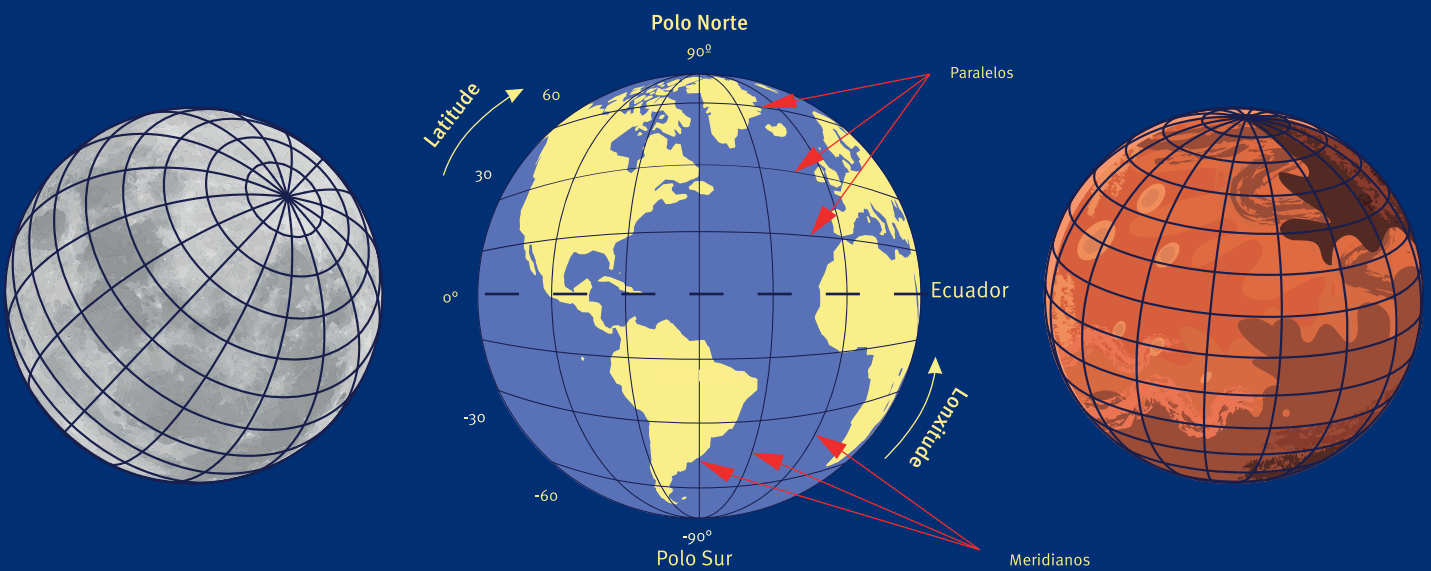 Polo Norte
90º
Paralelos
Latitude
60
30
0º
Ecuador
Lonxitude
-30
-60
-90º
Polo Sur
Meridianos